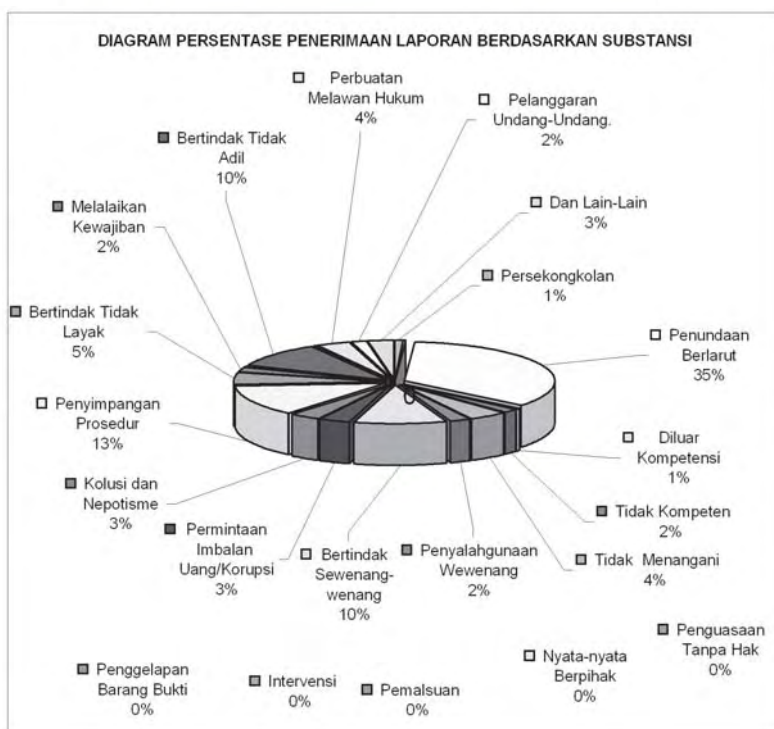 DIAGRAM PERSENTASE PENERIMAAN LAPORAN BERDASARKAN SUBSTANSI
Perbuatan
Melawan Hukum
4%
Pelanggaran
Undang-Undang.
2%
Bertindak Tidak
Adil
10%
Dan Lain-Lain
3%
Melalaikan
Kewajiban
2%
Persekongkolan
1%
Bertindak Tidak
Layak
5%
Penundaan
Berlarut
35%
Penyimpangan
Prosedur
13%
Diluar
Kompetensi
1%
Kolusi dan
Nepotisme
3%
Tidak Kompeten
2%
Permintaan
Imbalan
Uang/Korupsi
3%
Bertindak
Sewenang-
wenang
10%
Penyalahgunaan
Wewenang
2%
Tidak Menangani
4%
Penguasaan
Tanpa Hak
0%
Nyata-nyata
Berpihak
0%
Penggelapan
Barang Bukti
0%
Intervensi
0%
Pemalsuan
0%